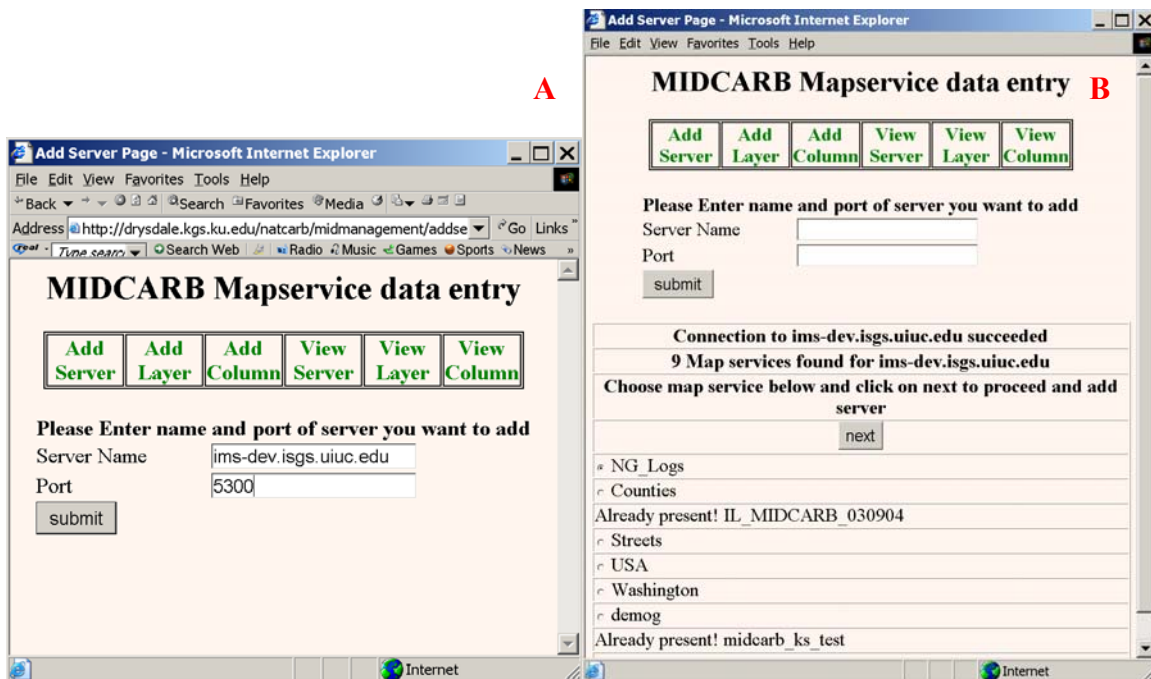 A
Add Server Page - Microsoft Internet Explorer
File Edit View Favorites Tools Help
Back Search Favorites Media
Address http://drysdale.kgs.ku.edu/natcarb/midmanagement/addse Go Links
Type search Search Web Radio Music Games Sports News
MIDCARB Mapservice data entry
Add Server Add Layer Add Column View Server View Layer View Column
Please Enter name and port of server you want to add
Server Name ims-dev.isgs.uiuc.edu
Port 5300
submit
Internet
B
Add Server Page - Microsoft Internet Explorer
File Edit View Favorites Tools Help
MIDCARB Mapservice data entry
Add Server Add Layer Add Column View Server View Layer View Column
Please Enter name and port of server you want to add
Server Name
Port
submit
Connection to ims-dev.isgs.uiuc.edu succeeded
9 Map services found for ims-dev.isgs.uiuc.edu
Choose map service below and click on next to proceed and add
server
next
NG_Logs
Counties
Already present! IL_MIDCARB_030904
Streets
USA
Washington
demog
Already present! midcarb_ks_test
Internet